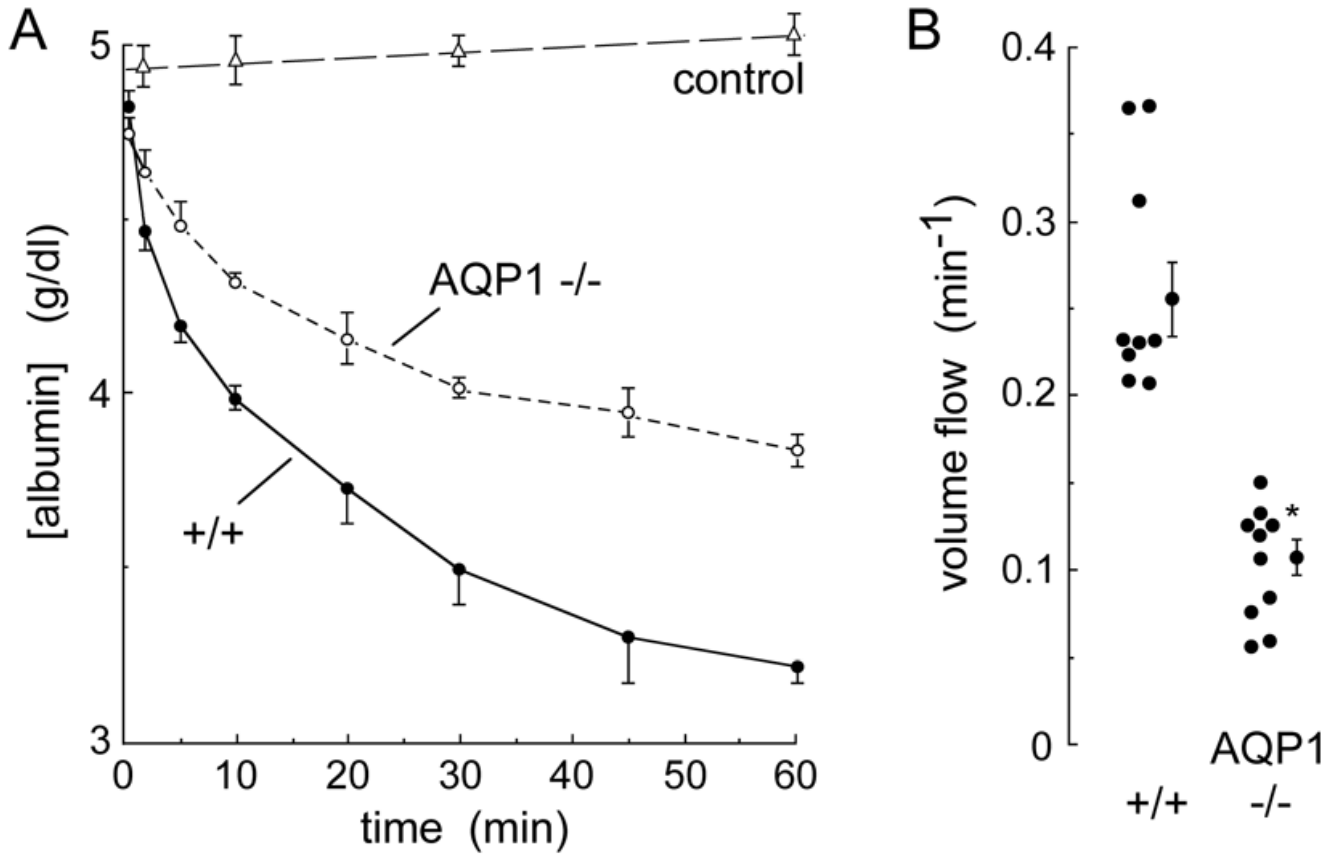 A
5
4
3
[albumin] (g/dl)
control
AQP1 -/-
+/+
0 10 20 30 40 50 60
time (min)
B
0.4
0.3
0.2
0.1
0
volume flow (min⁻¹)
*
AQP1
+/+ -/-